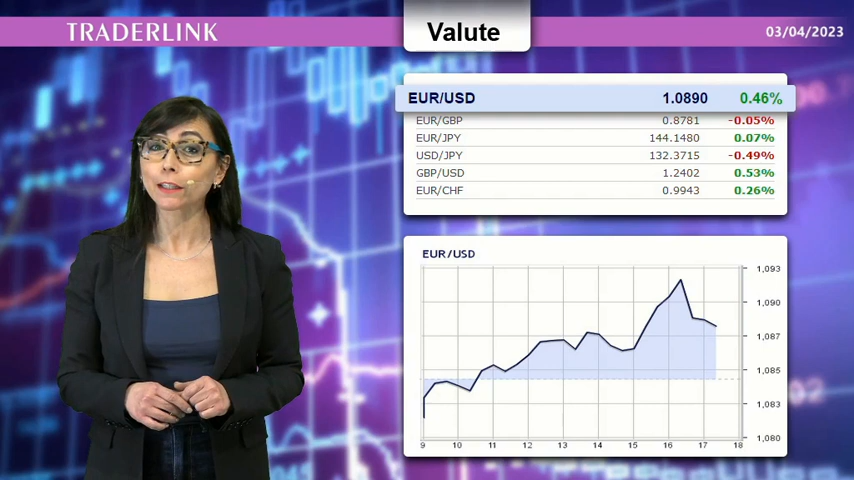 TRADERLINK
Valute
03/04/2023
EUR/USD 1.0890 0.46%
EUR/GBP 0.8781 -0.05%
EUR/JPY 144.1480 0.07%
USD/JPY 132.3715 -0.49%
GBP/USD 1.2402 0.53%
EUR/CHF 0.9943 0.26%
EUR/USD
1,093
1,090
1,087
1,085
1,083
1,080
9 10 11 12 13 14 15 16 17 18